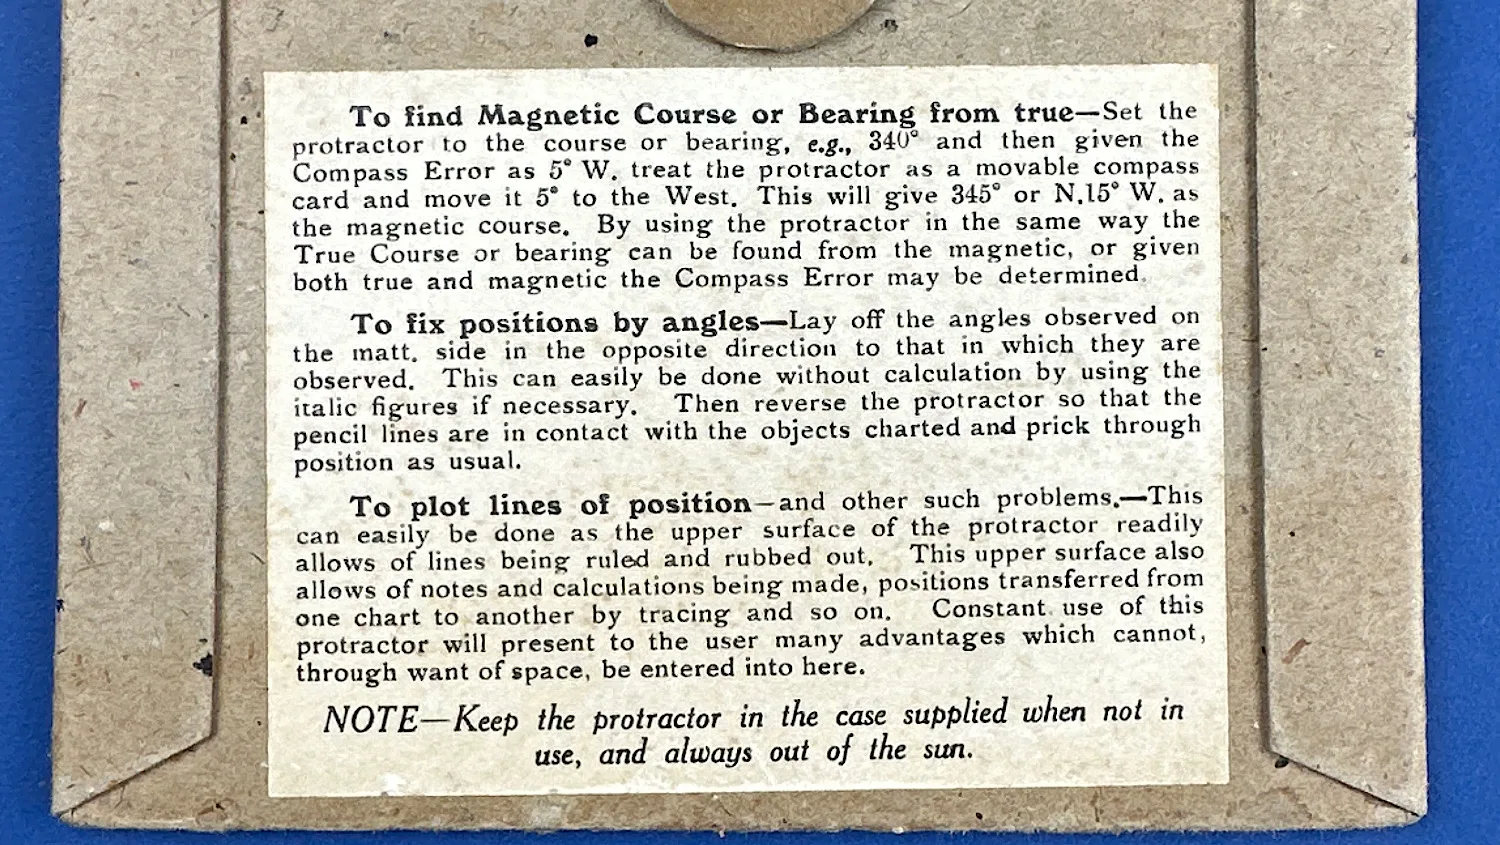 To find Magnetic Course or Bearing from true—Set the
protractor to the course or bearing, e.g., 340° and then given the
Compass Error as 5° W. treat the protractor as a movable compass
card and move it 5° to the West. This will give 345° or N.15° W. as
the magnetic course. By using the protractor in the same way the
True Course or bearing can be found from the magnetic, or given
both true and magnetic the Compass Error may be determined.
To fix positions by angles—Lay off the angles observed on
the matt. side in the opposite direction to that in which they are
observed. This can easily be done without calculation by using the
italic figures if necessary. Then reverse the protractor so that the
pencil lines are in contact with the objects charted and prick through
position as usual.
To plot lines of position—and other such problems.—This
can easily be done as the upper surface of the protractor readily
allows of lines being ruled and rubbed out. This upper surface also
allows of notes and calculations being made, positions transferred from
one chart to another by tracing and so on. Constant use of this
protractor will present to the user many advantages which cannot,
through want of space, be entered into here.
NOTE—Keep the protractor in the case supplied when not in
use, and always out of the sun.